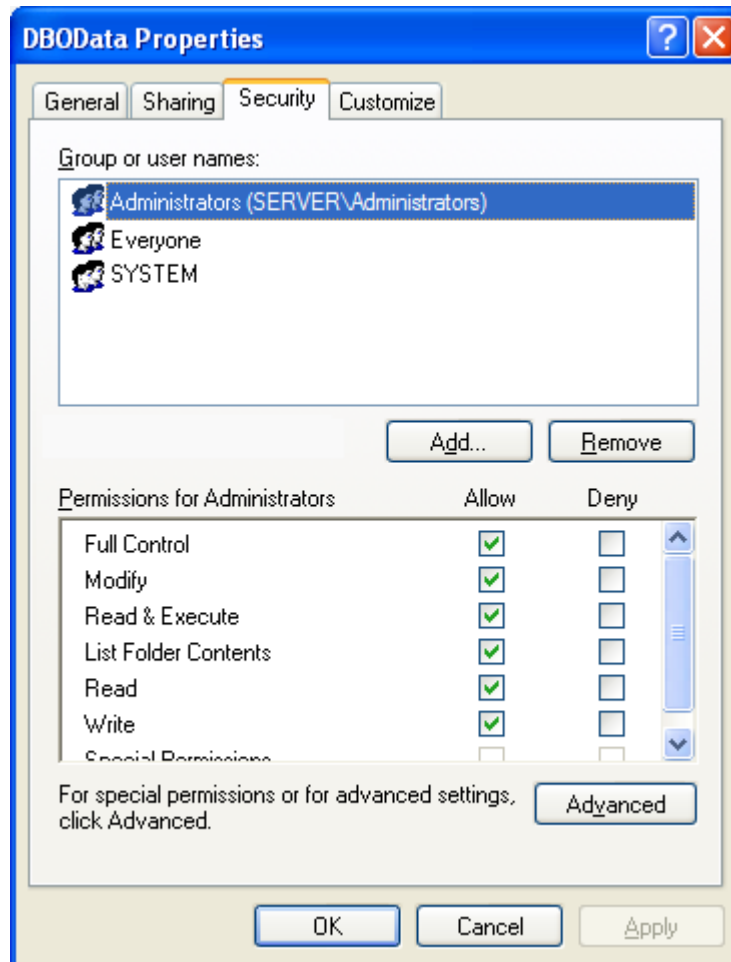 DBOData Properties
General Sharing Security Customize
Group or user names:
Administrators (SERVER\Administrators)
Everyone
SYSTEM
Add... Remove
Permissions for Administrators Allow Deny
Full Control
Modify
Read & Execute
List Folder Contents
Read
Write
Special Permissions
For special permissions or for advanced settings,
click Advanced.
Advanced
OK Cancel Apply